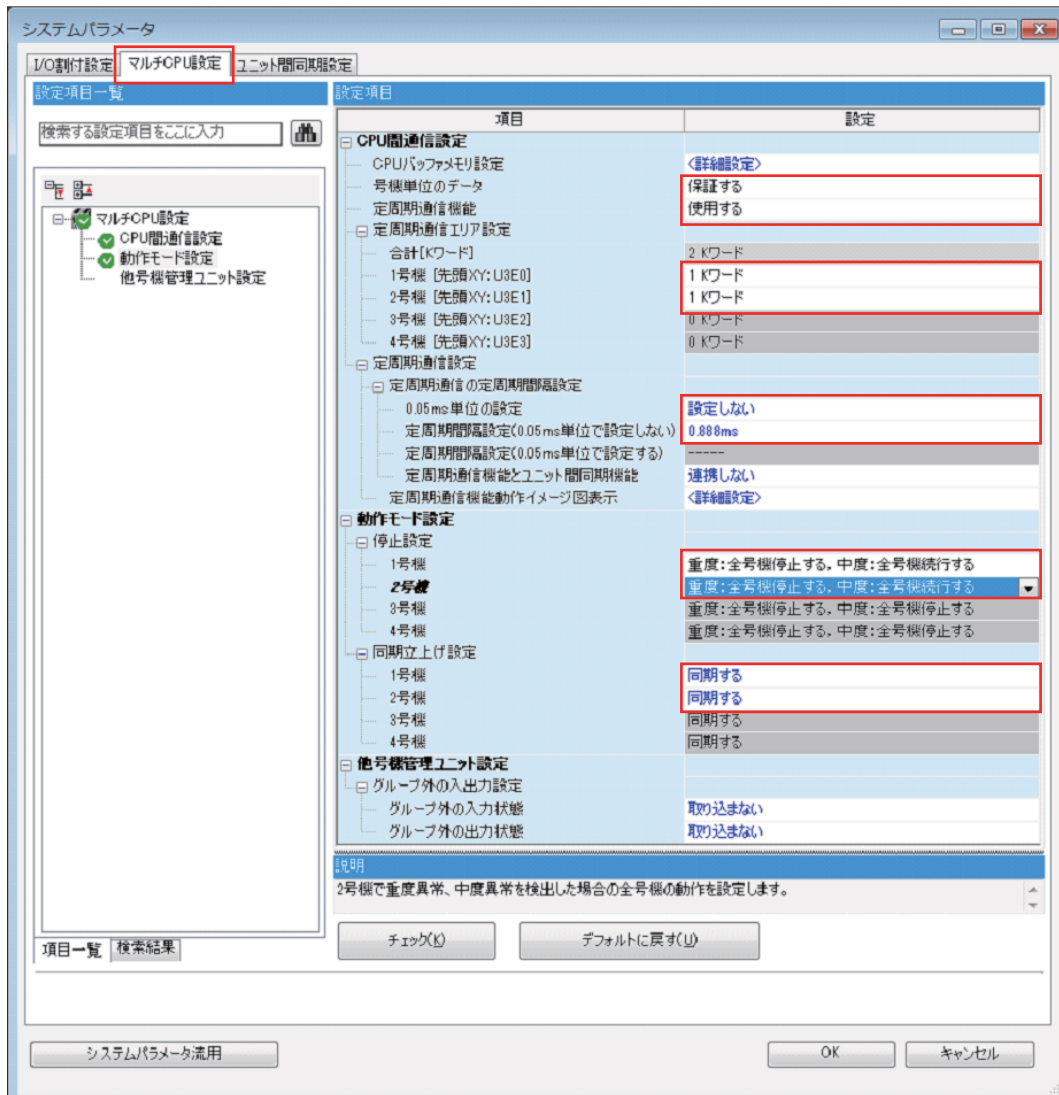 システムパラメータ
I/O割付設定 マルチCPU設定 ユニット間同期設定
設定項目一覧
検索する設定項目をここに入力
マルチCPU設定
CPU間通信設定
動作モード設定
他号機管理ユニット設定
項目一覧 検索結果
設定項目
項目 設定
CPU間通信設定
CPUバッファメモリ設定 <詳細設定>
号機単位のデータ 保証する
定周期通信機能 使用する
定周期通信エリア設定
合計[Kワード] 2 Kワード
1号機 [先頭XY:U3E0] 1 Kワード
2号機 [先頭XY:U3E1] 1 Kワード
3号機 [先頭XY:U3E2] 0 Kワード
4号機 [先頭XY:U3E3] 0 Kワード
定周期通信設定
定周期通信の定周期間隔設定
0.05ms単位の設定 設定しない
定周期間隔設定(0.05ms単位で設定しない) 0.888ms
定周期間隔設定(0.05ms単位で設定する) -----
定周期通信機能とユニット間同期機能 連携しない
定周期通信機能動作イメージ図表示 <詳細設定>
動作モード設定
停止設定
1号機 重度:全号機停止する, 中度:全号機続行する
2号機 重度:全号機停止する, 中度:全号機続行する
3号機 重度:全号機停止する, 中度:全号機停止する
4号機 重度:全号機停止する, 中度:全号機停止する
同期立上げ設定
1号機 同期する
2号機 同期する
3号機 同期する
4号機 同期する
他号機管理ユニット設定
グループ外の入出力設定
グループ外の入力状態 取り込まない
グループ外の出力状態 取り込まない
説明
2号機で重度異常、中度異常を検出した場合の全号機の動作を設定します。
チェック(K) デフォルトに戻す(U)
システムパラメータ流用 OK キャンセル